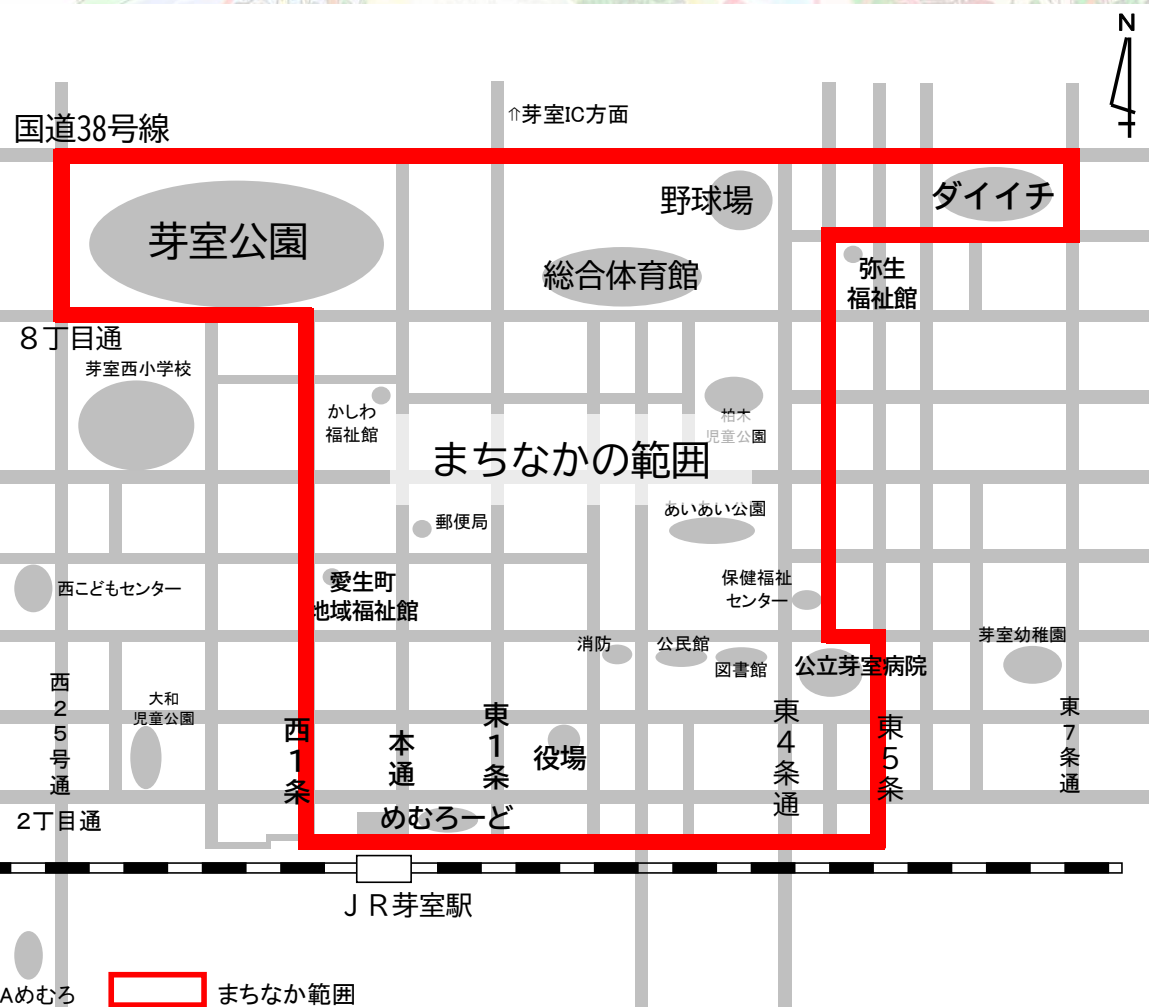 N
⇧芽室IC方面
国道38号線
野球場
ダイイチ
芽室公園
総合体育館
弥生
福祉館
8丁目通
芽室西小学校
かしわ
福祉館
柏木
児童公園
まちなかの範囲
あいあい公園
郵便局
西こどもセンター
愛生町
地域福祉館
保健福祉
センター
消防
公民館
図書館
公立芽室病院
芽室幼稚園
西25号通
大和
児童公園
西1条
本通
東1条
役場
東4条通
東5条
東7条通
2丁目通
めむろーど
JR芽室駅
Aめむろ
まちなか範囲